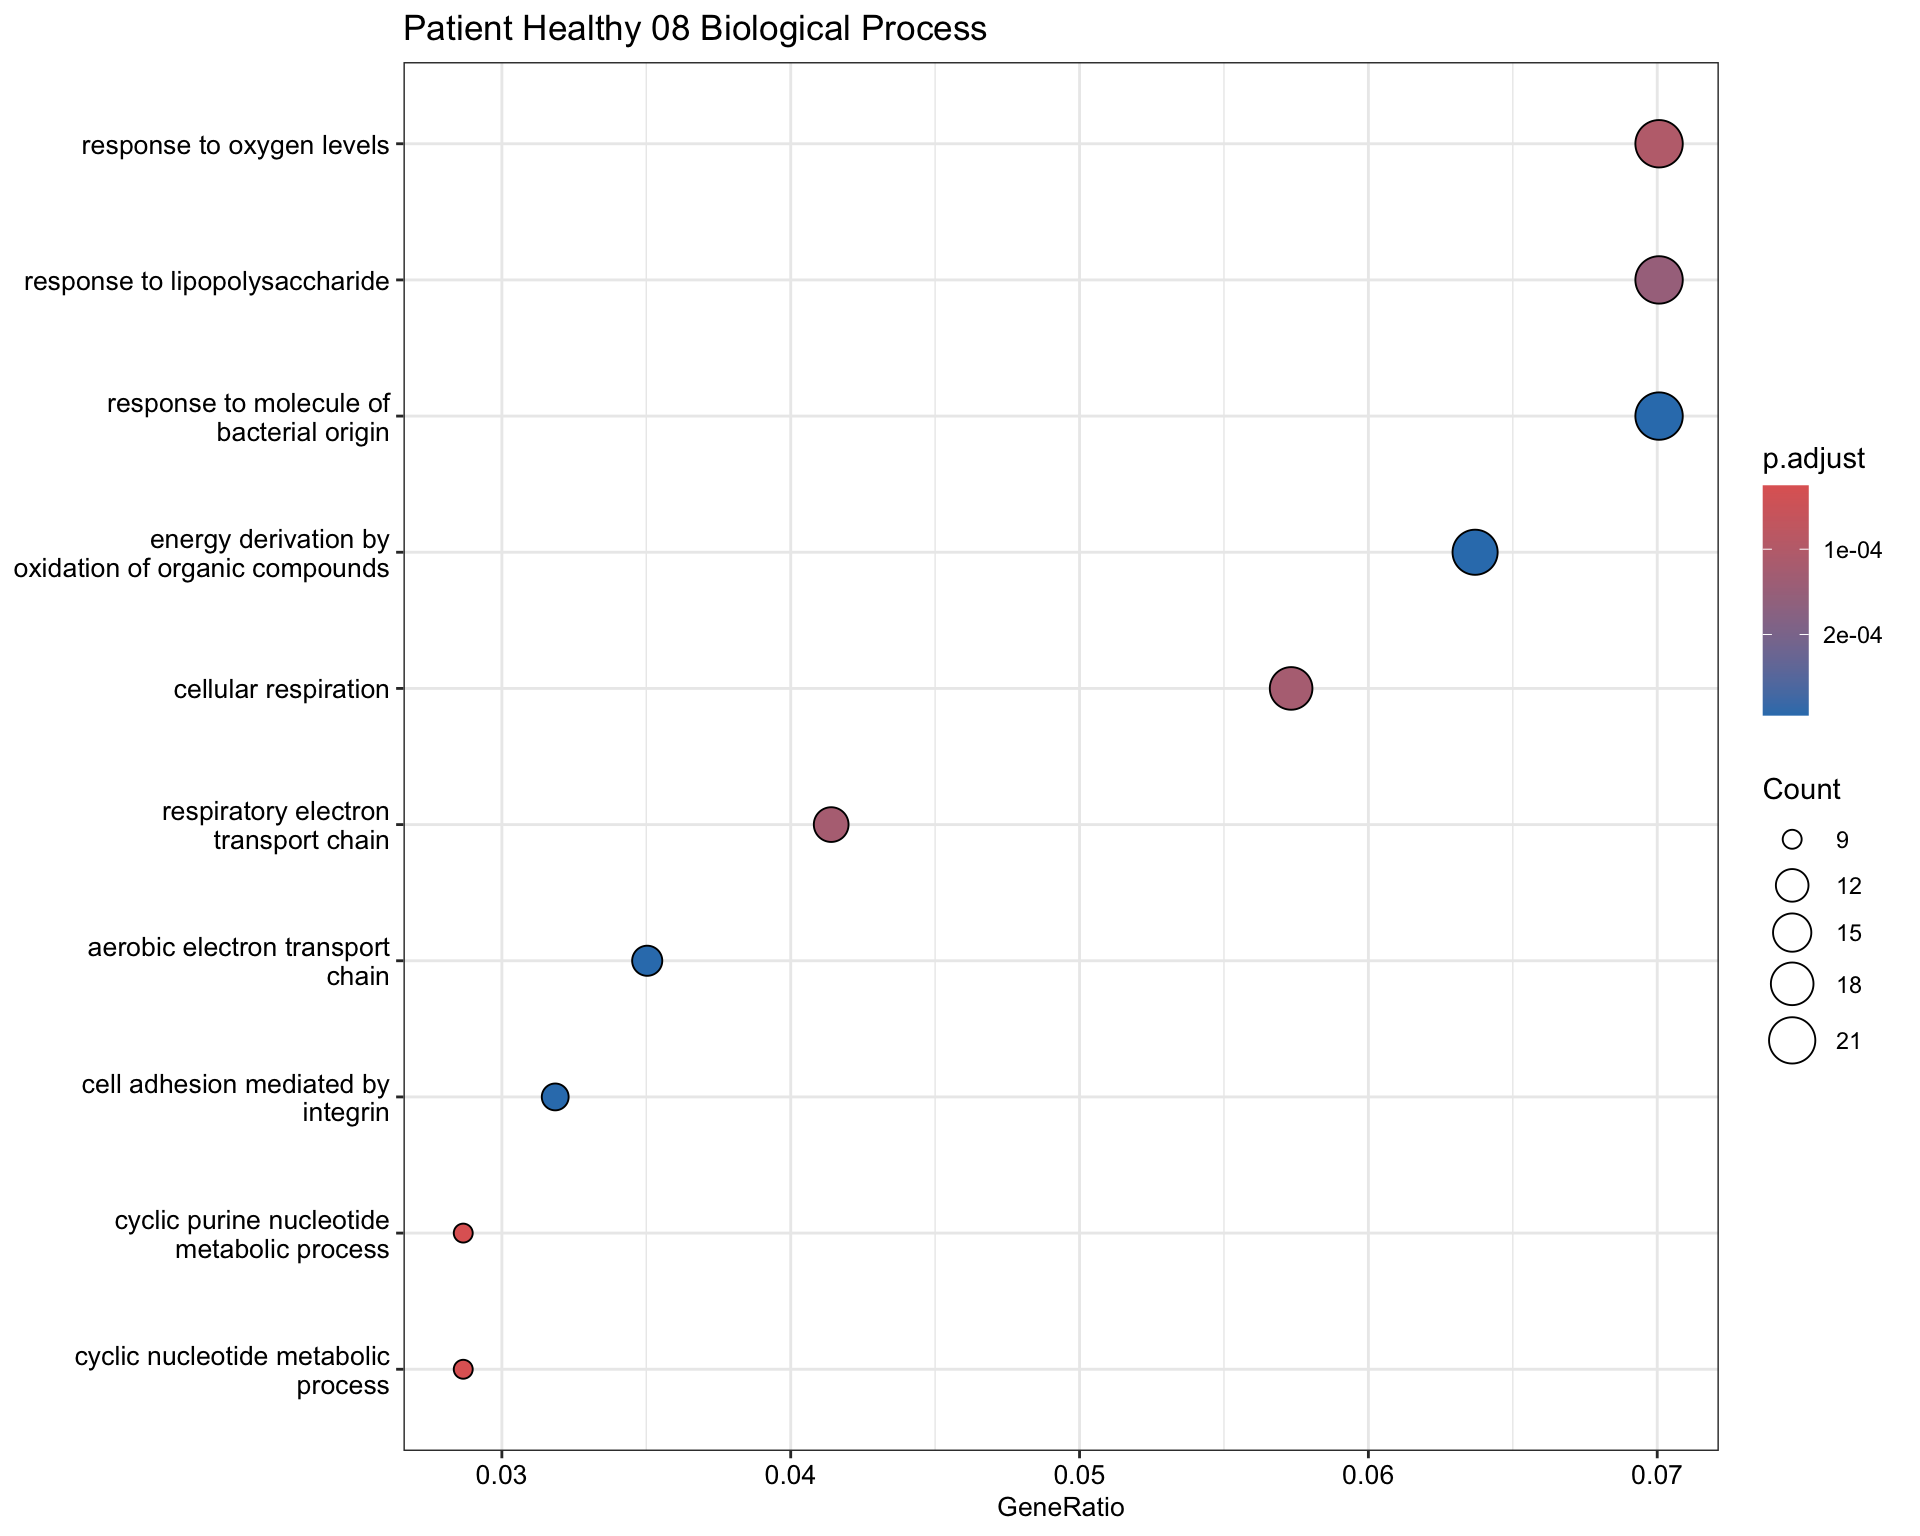 Patient Healthy 08 Biological Process
response to oxygen levels
response to lipopolysaccharide
response to molecule of
bacterial origin
energy derivation by
oxidation of organic compounds
cellular respiration
respiratory electron
transport chain
aerobic electron transport
chain
cell adhesion mediated by
integrin
cyclic purine nucleotide
metabolic process
cyclic nucleotide metabolic
process
0.03
0.04
0.05
0.06
0.07
GeneRatio
p.adjust
1e-04
2e-04
Count
9
12
15
18
21